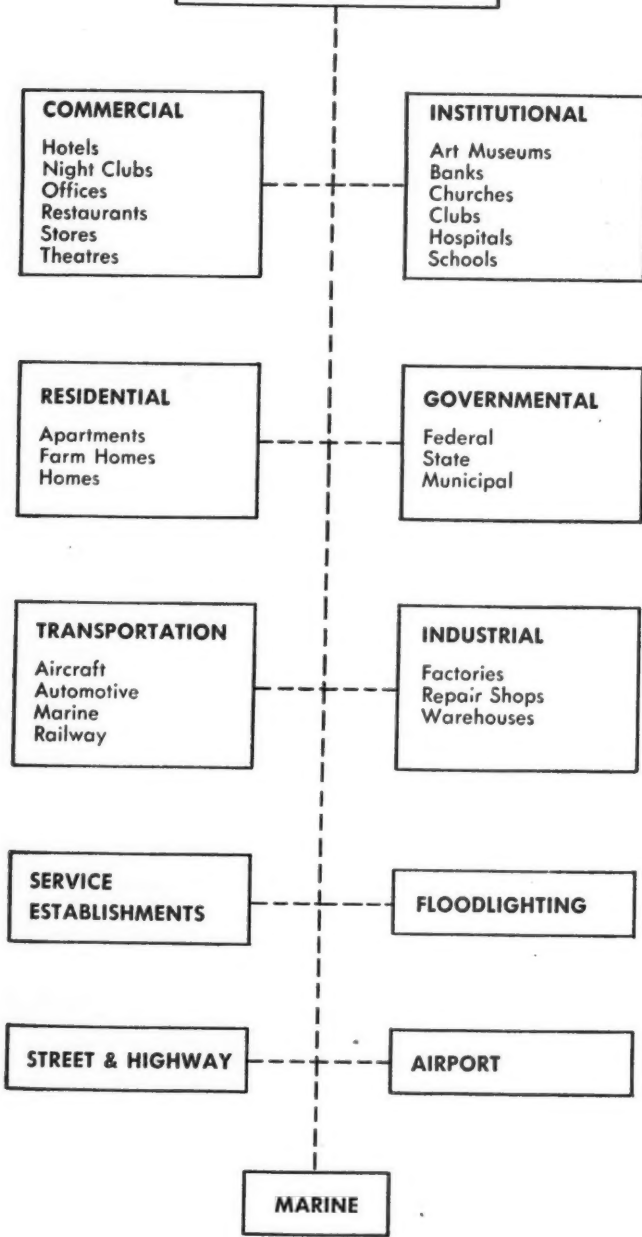 COMMERCIAL
Hotels
Night Clubs
Offices
Restaurants
Stores
Theatres
INSTITUTIONAL
Art Museums
Banks
Churches
Clubs
Hospitals
Schools
RESIDENTIAL
Apartments
Farm Homes
Homes
GOVERNMENTAL
Federal
State
Municipal
TRANSPORTATION
Aircraft
Automotive
Marine
Railway
INDUSTRIAL
Factories
Repair Shops
Warehouses
SERVICE
ESTABLISHMENTS
FLOODLIGHTING
STREET & HIGHWAY
AIRPORT
MARINE